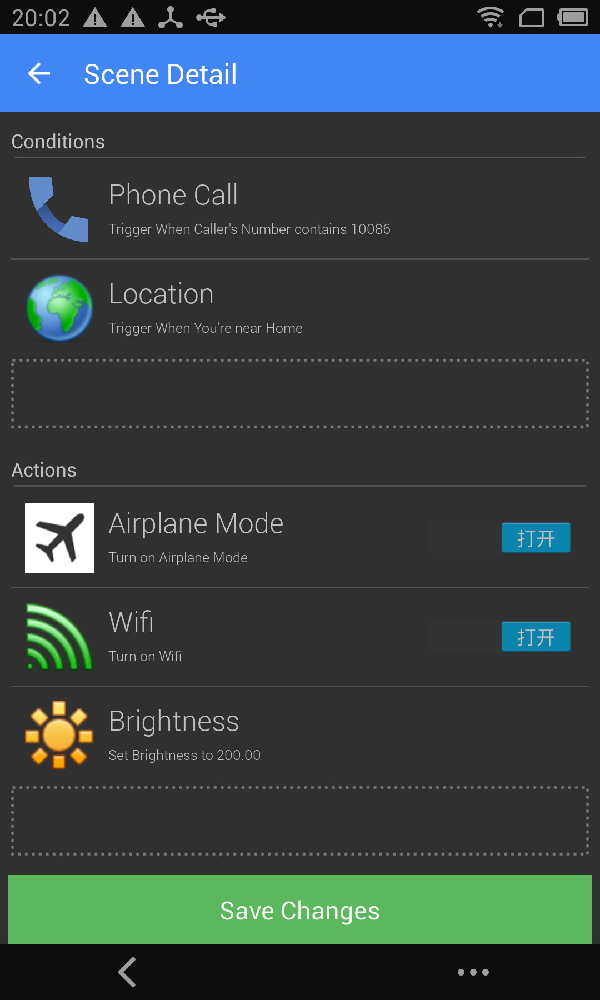 20:02
Scene Detail
Conditions
Phone Call
Trigger When Caller's Number contains 10086
Location
Trigger When You're near Home
Actions
Airplane Mode
打开
Turn on Airplane Mode
Wifi
打开
Turn on Wifi
Brightness
Set Brightness to 200.00
Save Changes